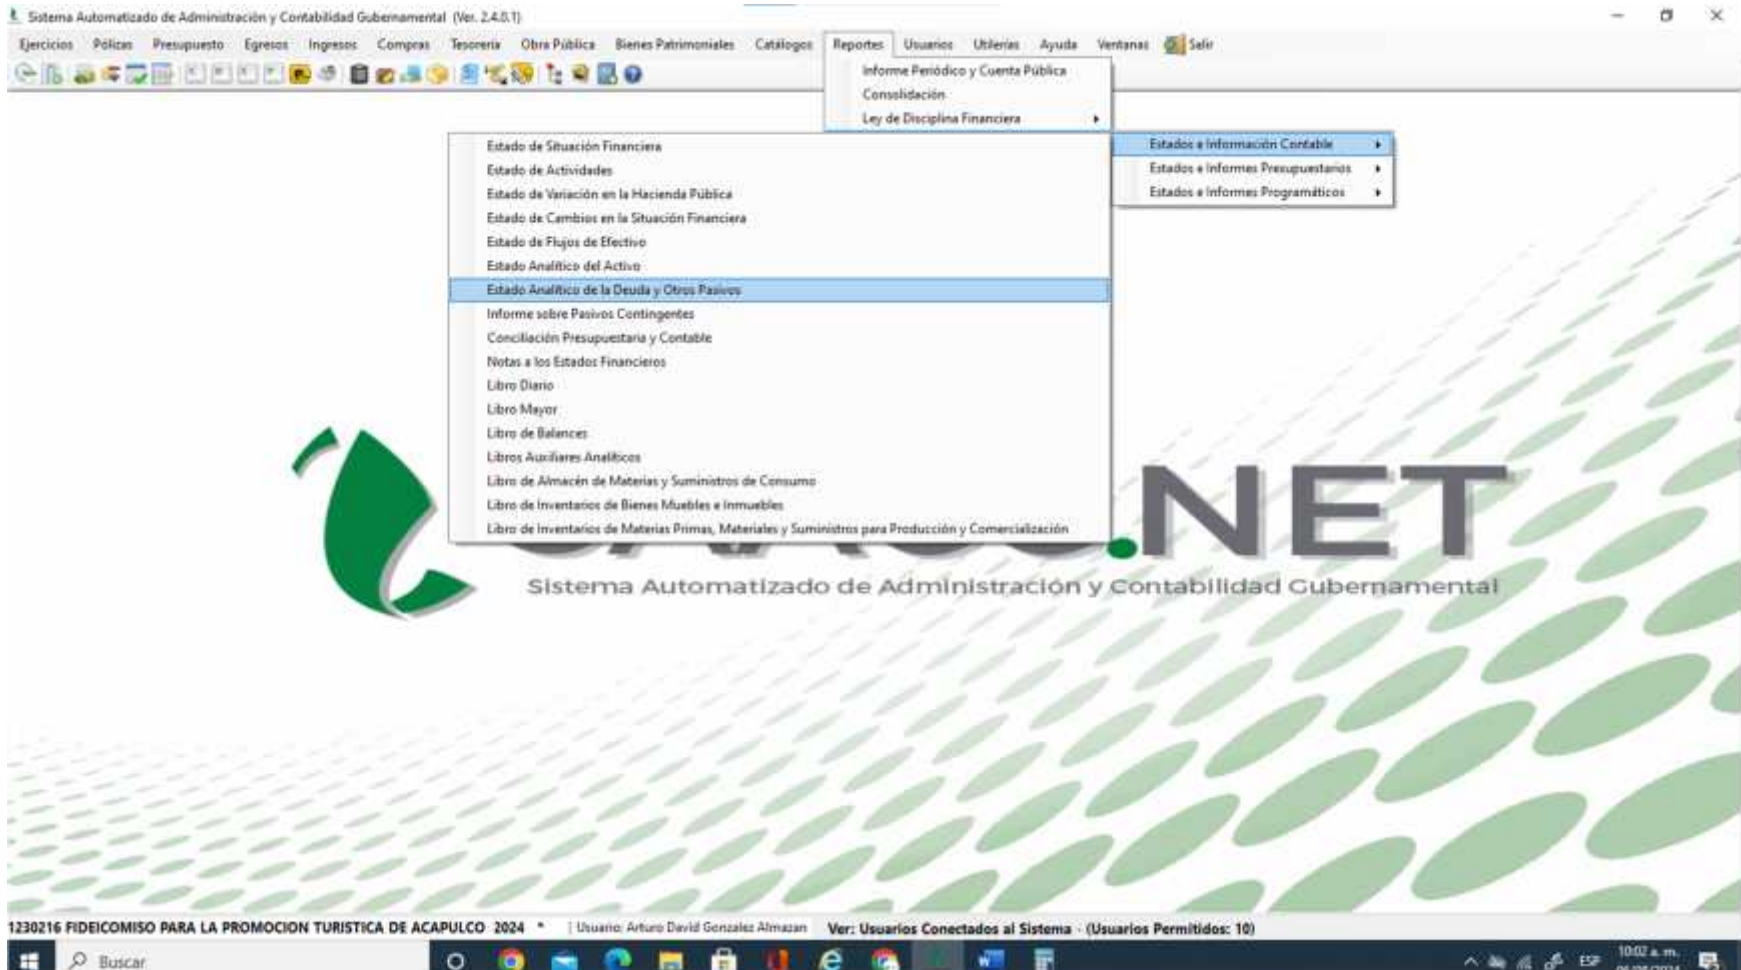 Sistema Automatizado de Administración y Contabilidad Gubernamental (Ver. 2.4.0.1)
Ejercicios Pólizas Presupuesto Egresos Ingresos Compras Tesorería Obra Pública Bienes Patrimoniales Catálogos Reportes Usuarios Utilerías Ayuda Ventanas Salir
Informe Periódico y Cuenta Pública
Consolidación
Ley de Disciplina Financiera
Estados e Información Contable
Estados e Informes Presupuestarios
Estados e Informes Programáticos
Estado de Situación Financiera
Estado de Actividades
Estado de Variación en la Hacienda Pública
Estado de Cambios en la Situación Financiera
Estado de Flujos de Efectivo
Estado Analítico del Activo
Estado Analítico de la Deuda y Otros Pasivos
Informe sobre Pasivos Contingentes
Conciliación Presupuestaria y Contable
Notas a los Estados Financieros
Libro Diario
Libro Mayor
Libro de Balances
Libros Auxiliares Analíticos
Libro de Almacén de Materias y Suministros de Consumo
Libro de Inventarios de Bienes Muebles e Inmuebles
Libro de Inventarios de Materias Primas, Materiales y Suministros para Producción y Comercialización
.NET
Sistema Automatizado de Administración y Contabilidad Gubernamental
1230216 FIDEICOMISO PARA LA PROMOCION TURISTICA DE ACAPULCO 2024 * | Usuario: Arturo David Gonzalez Almazan Ver: Usuarios Conectados al Sistema - (Usuarios Permitidos: 10)
Buscar
ESP
10:02 a. m.